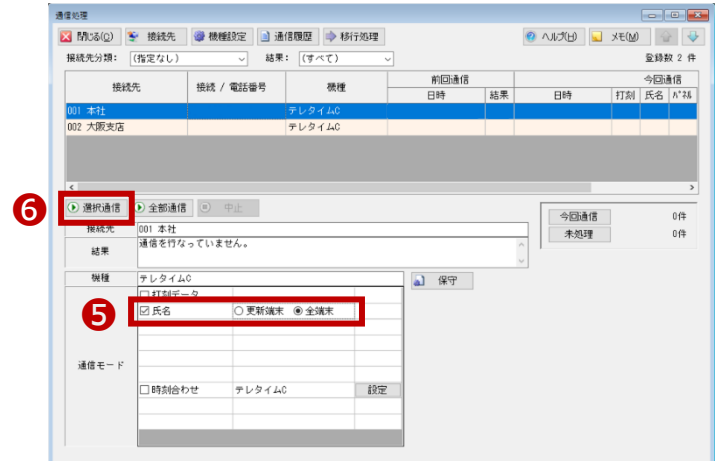 通信処理
閉じる(O) 接続先 機種設定 通信履歴 移行処理 ヘルプ(H) メモ(M)
接続先分類: (指定なし) 結果: (すべて) 登録数 2 件
接続先 接続 / 電話番号 機種 前回通信 今回通信
日時 結果 日時 打刻 氏名 ﾊﾟﾈﾙ
001 本社 テレタイムC
002 大阪支店 テレタイムC
❻ 選択通信 全部通信 中止 今回通信 0件
接続先 001 本社 未処理 0件
結果 通信を行なっていません。
機種 テレタイムC 保守
打刻データ
❺ 氏名 更新端末 全端末
通信モード
時刻合わせ テレタイムC 設定